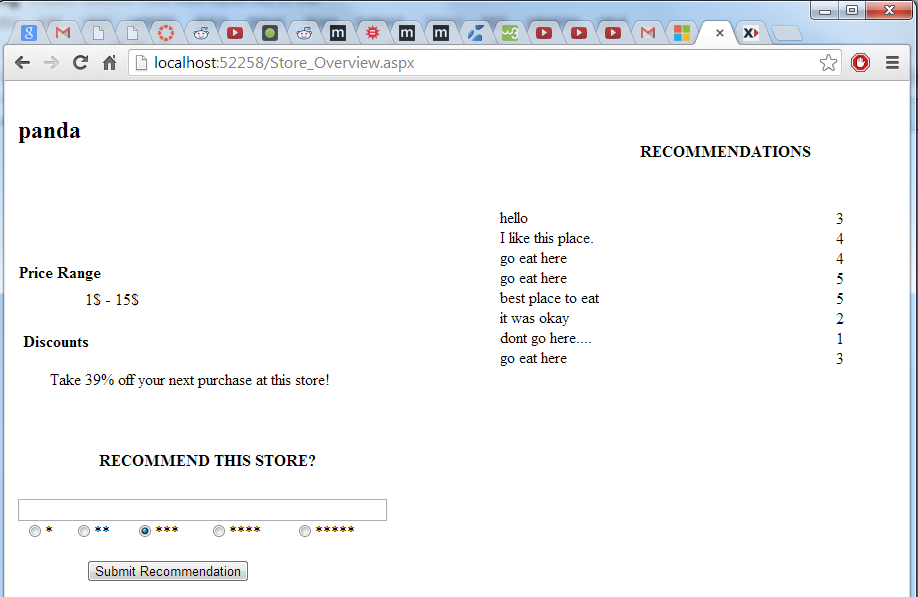 localhost:52258/Store_Overview.aspx
panda
RECOMMENDATIONS
hello 3
I like this place. 4
go eat here 4
go eat here 5
best place to eat 5
it was okay 2
dont go here.... 1
go eat here 3
Price Range
1$ - 15$
Discounts
Take 39% off your next purchase at this store!
RECOMMEND THIS STORE?
* ** *** **** *****
Submit Recommendation